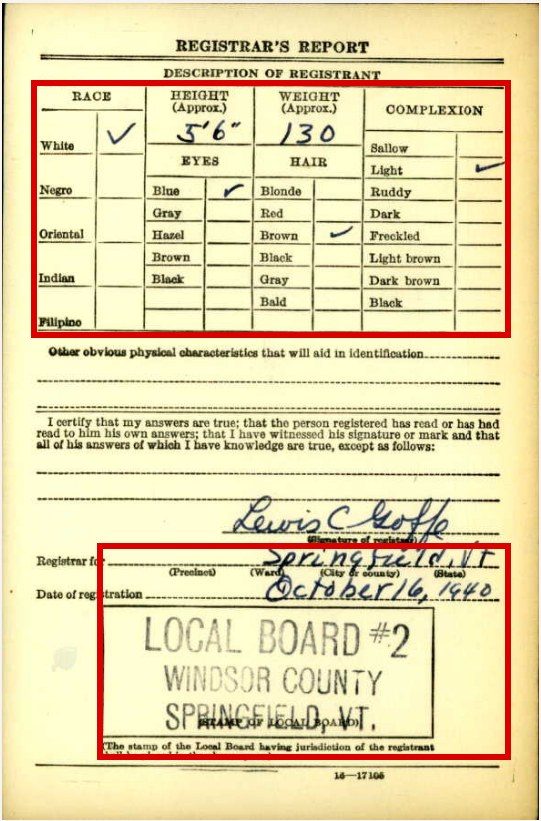 REGISTRAR'S REPORT
DESCRIPTION OF REGISTRANT
RACE HEIGHT (Approx.) WEIGHT (Approx.) COMPLEXION
5'6" 130
White ✓ Sallow
EYES HAIR Light ✓
Negro Blue ✓ Blonde Ruddy
Gray Red Dark
Oriental Hazel Brown ✓ Freckled
Brown Black Light brown
Indian Black Gray Dark brown
Bald Black
Filipino
Other obvious physical characteristics that will aid in identification
I certify that my answers are true; that the person registered has read or has had
read to him his own answers; that I have witnessed his signature or mark and that
all of his answers of which I have knowledge are true, except as follows:
Lewis C Goffe
(Signature of registrar)
Registrar for Springfield, Vt
(Precinct) (Ward) (City or county) (State)
Date of registration October 16, 1940
LOCAL BOARD #2
WINDSOR COUNTY
SPRINGFIELD, VT.
(STAMP OF LOCAL BOARD)
(The stamp of the Local Board having jurisdiction of the registrant
16—17105